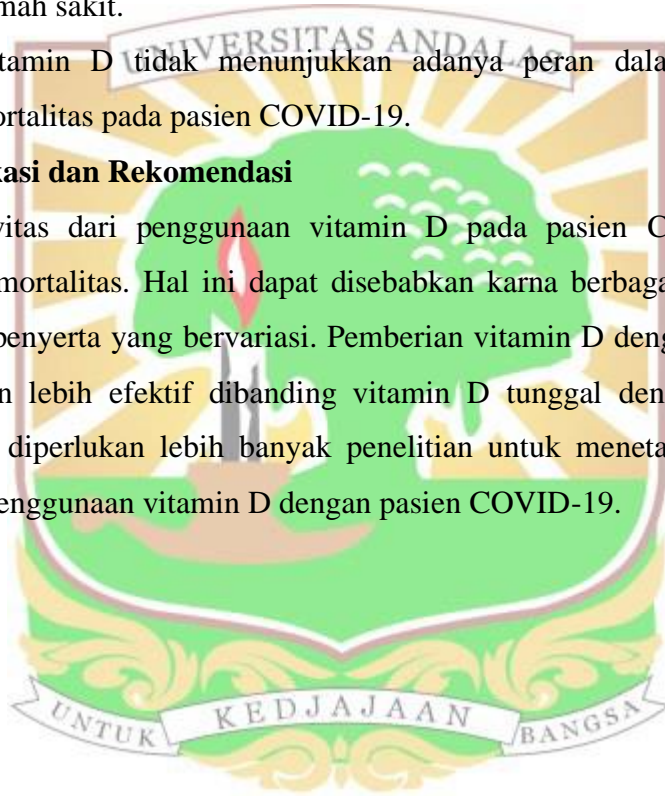 mah sakit.
UNIVERSITAS ANDALAS
tamin D tidak menunjukkan adanya peran dala
ortalitas pada pasien COVID-19.
kasi dan Rekomendasi
vitas dari penggunaan vitamin D pada pasien C
mortalitas. Hal ini dapat disebabkan karna berbaga
penyerta yang bervariasi. Pemberian vitamin D deng
n lebih efektif dibanding vitamin D tunggal den
diperlukan lebih banyak penelitian untuk meneta
penggunaan vitamin D dengan pasien COVID-19.
UNTUK KEDJAJAAN BANGSA